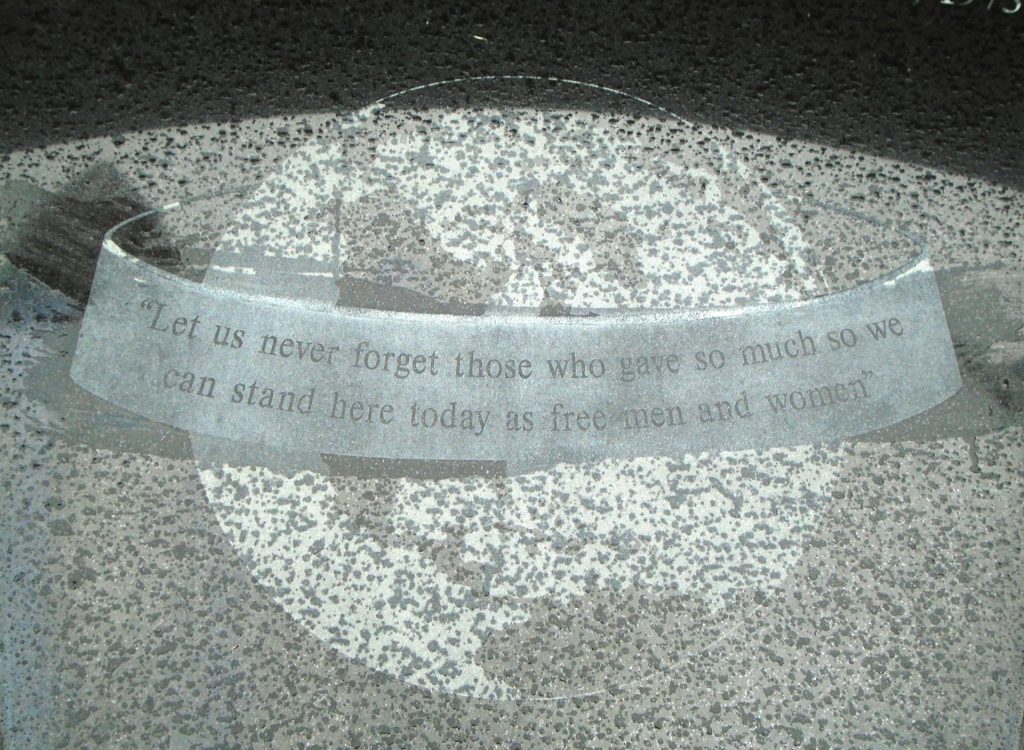 “Let us never forget those who gave so much so we
can stand here today as free men and women”